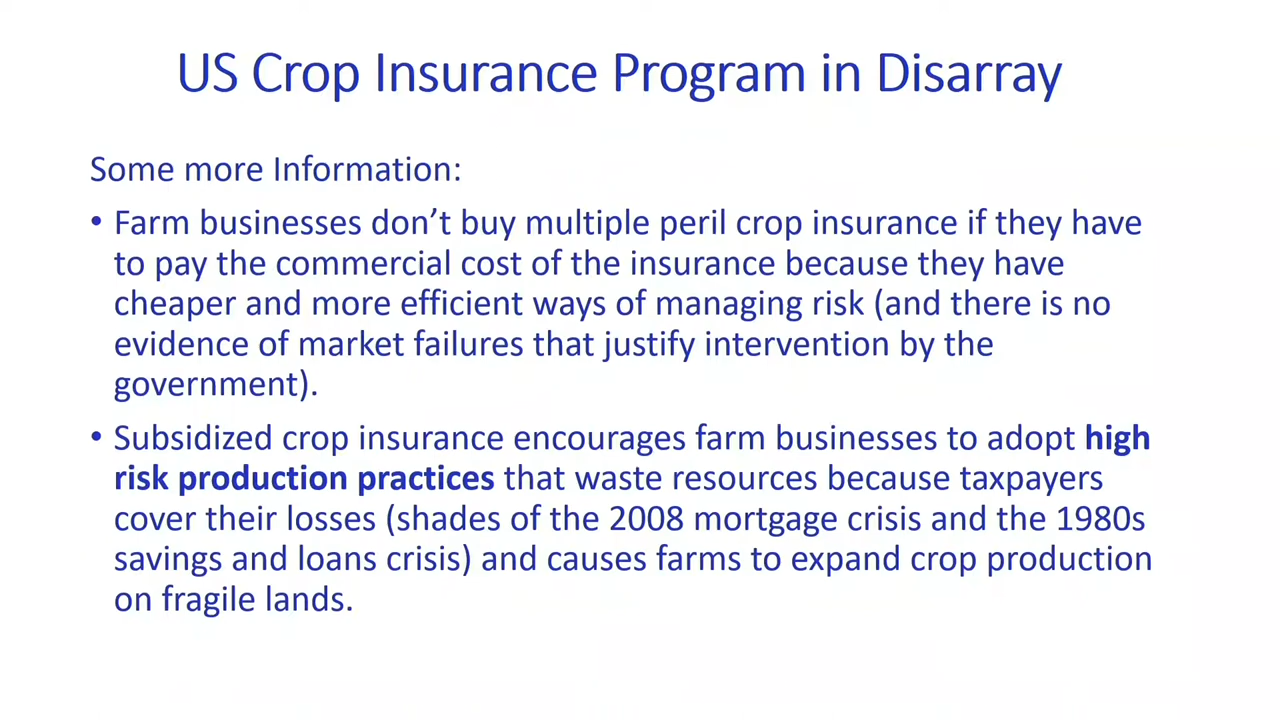 US Crop Insurance Program in Disarray
Some more Information:
• Farm businesses don’t buy multiple peril crop insurance if they have
to pay the commercial cost of the insurance because they have
cheaper and more efficient ways of managing risk (and there is no
evidence of market failures that justify intervention by the
government).
• Subsidized crop insurance encourages farm businesses to adopt high
risk production practices that waste resources because taxpayers
cover their losses (shades of the 2008 mortgage crisis and the 1980s
savings and loans crisis) and causes farms to expand crop production
on fragile lands.